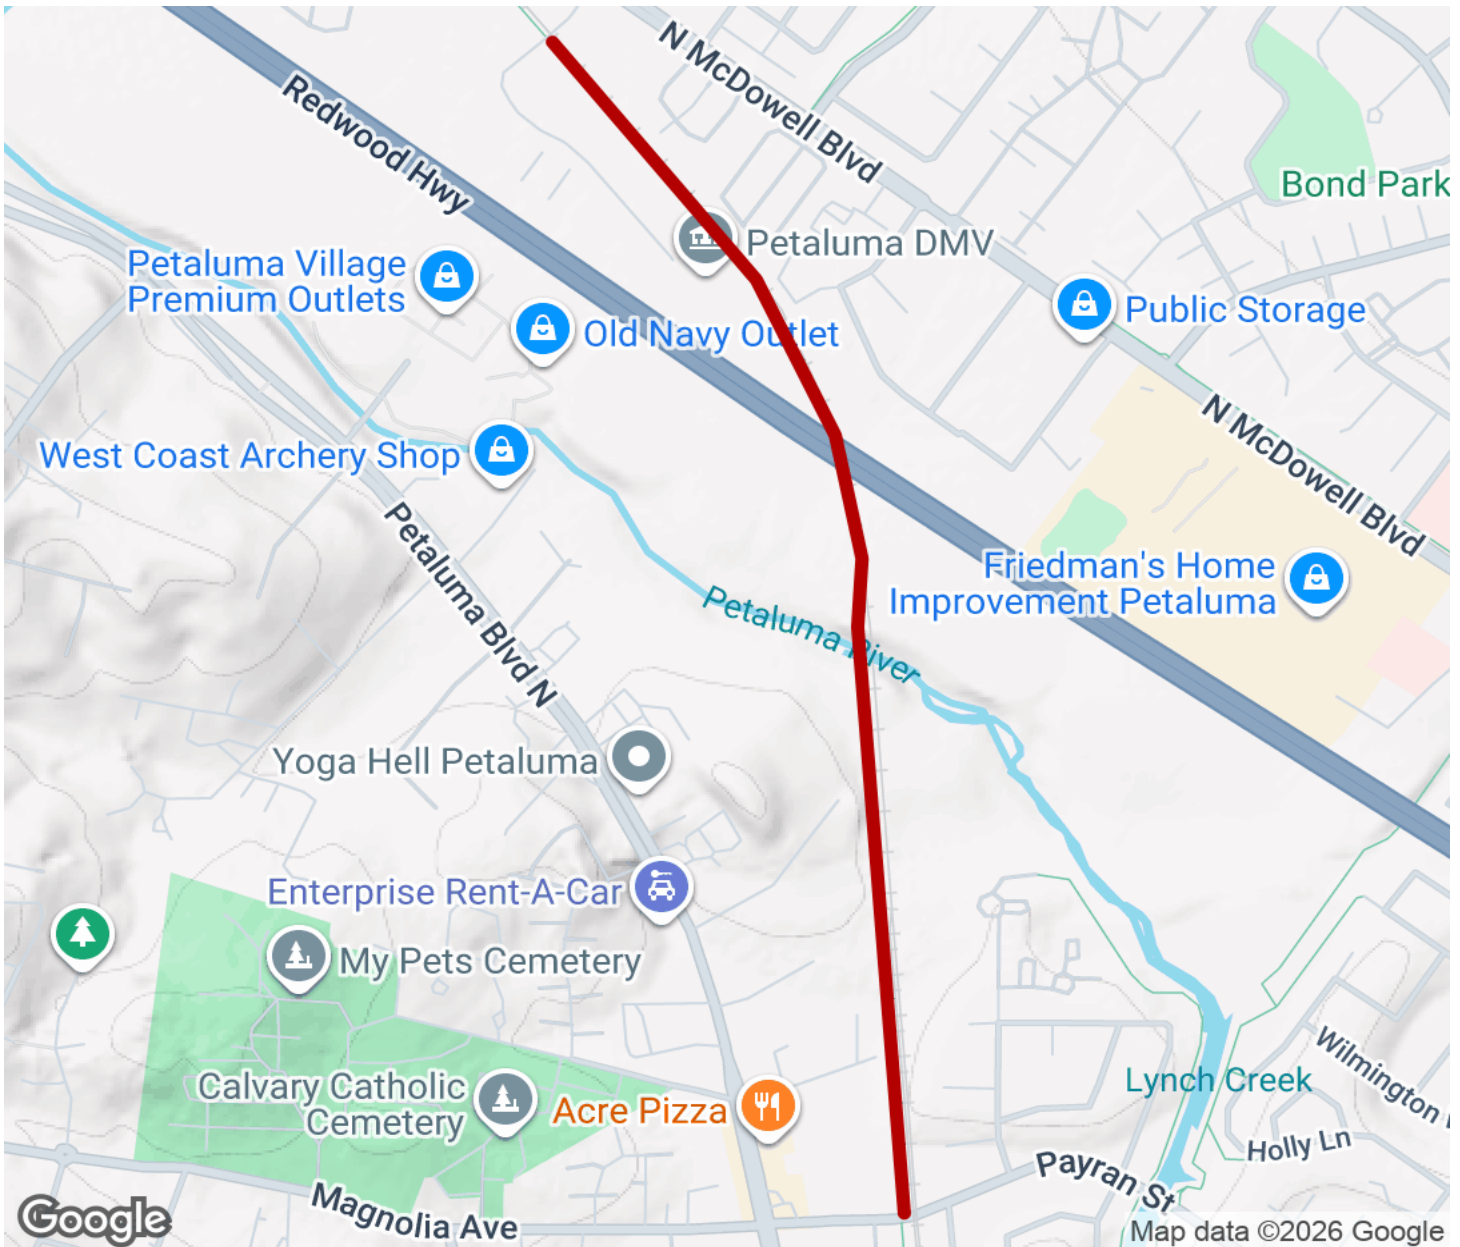 N McDowell Blvd
Redwood Hwy
Bond Park
Petaluma DMV
Petaluma Village
Premium Outlets
Public Storage
Old Navy Outlet
N McDowell Blvd
West Coast Archery Shop
Petaluma Blvd N
Friedman's Home
Improvement Petaluma
Petaluma River
Yoga Hell Petaluma
Enterprise Rent-A-Car
My Pets Cemetery
Wilmington
Calvary Catholic
Cemetery
Lynch Creek
Acre Pizza
Holly Ln
Payran St
Magnolia Ave
Google
Map data ©2026 Google